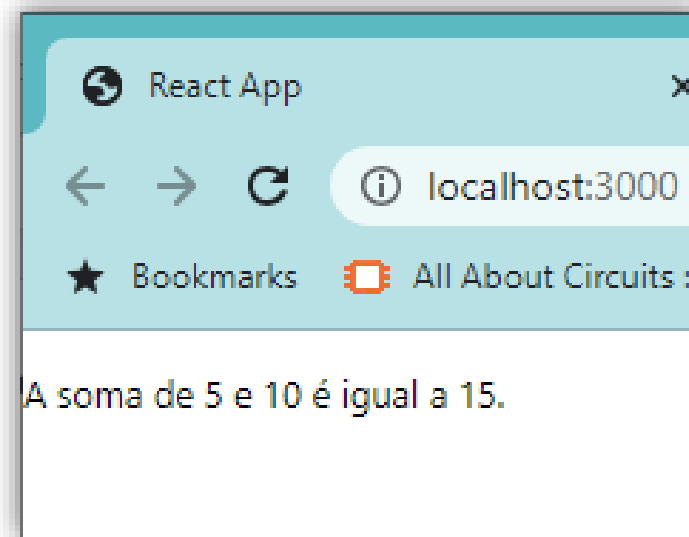 React App
localhost:3000
Bookmarks All About Circuits :
A soma de 5 e 10 é igual a 15.